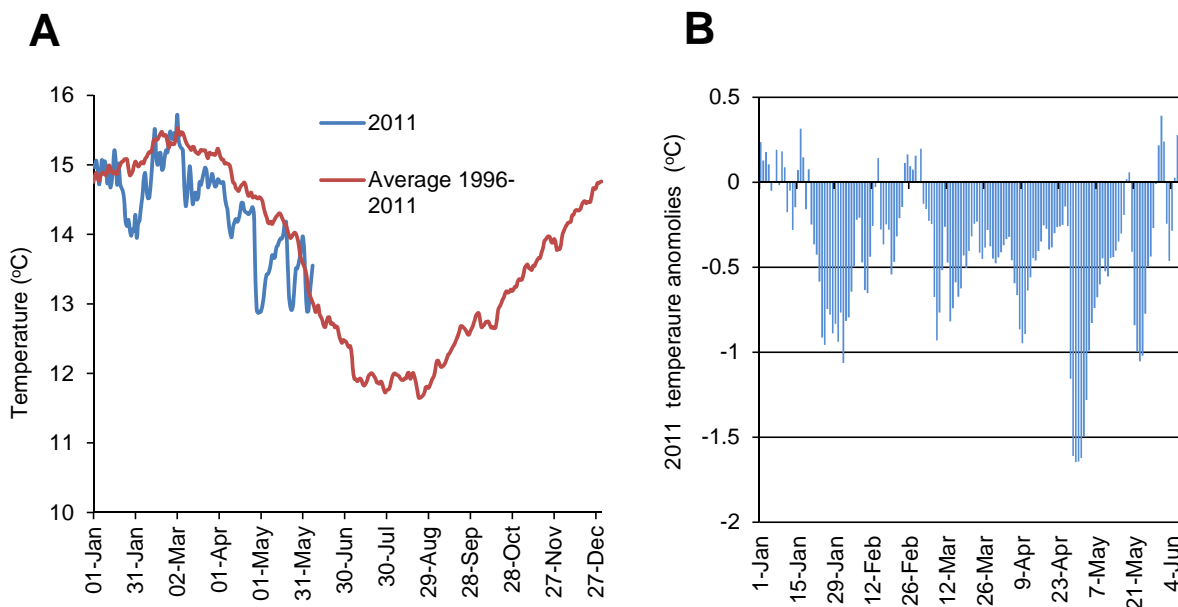 A
Temperature (ºC)
16
15
14
13
12
11
10
2011
Average 1996-
2011
01-Jan
31-Jan
02-Mar
01-Apr
01-May
31-May
30-Jun
30-Jul
29-Aug
28-Sep
28-Oct
27-Nov
27-Dec
B
2011 temperaure anomolies (ºC)
0.5
0
-0.5
-1
-1.5
-2
1-Jan
15-Jan
29-Jan
12-Feb
26-Feb
12-Mar
26-Mar
9-Apr
23-Apr
7-May
21-May
4-Jun